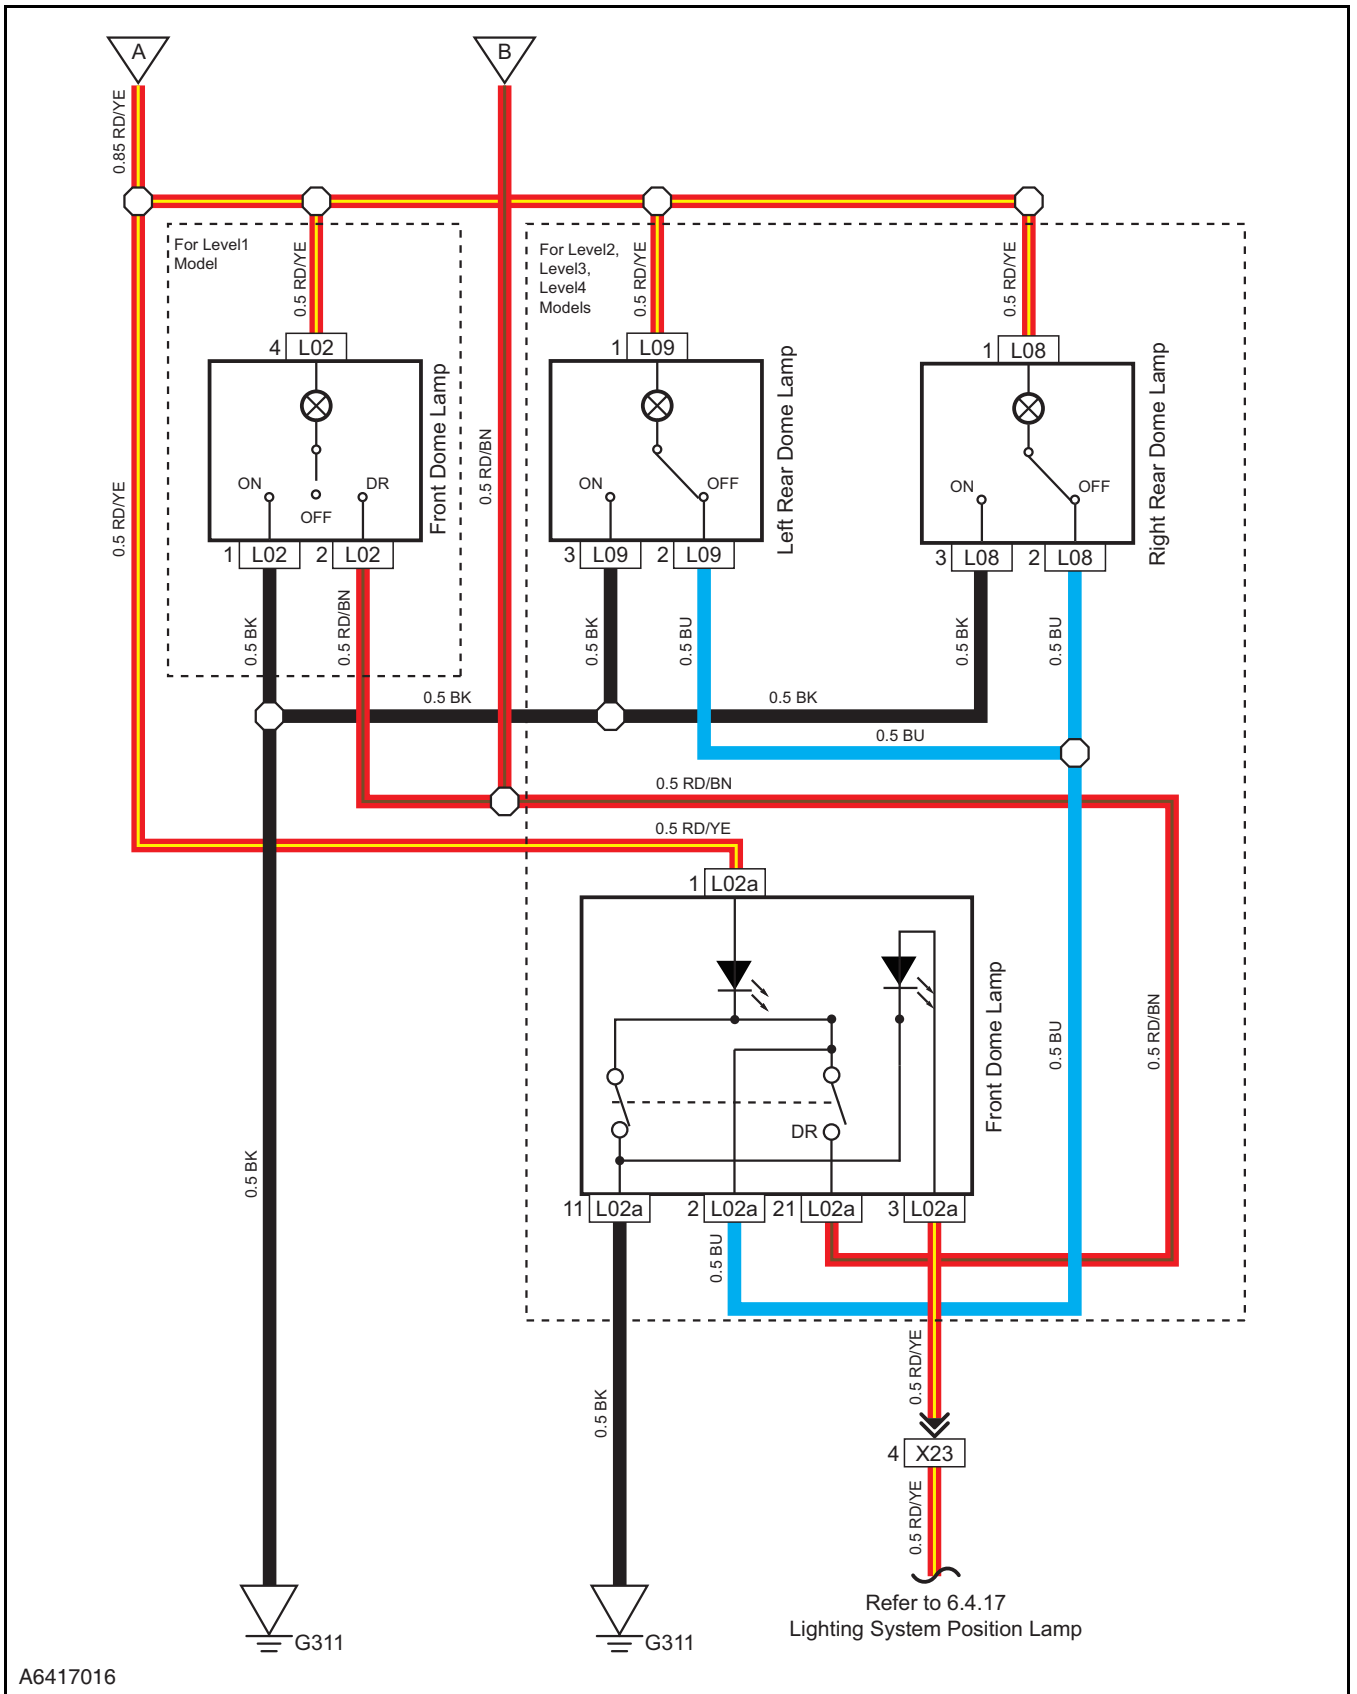 A
B
0.85 RD/YE
For Level1
Model
0.5 RD/YE
For Level2,
Level3,
Level4
Models
0.5 RD/YE
0.5 RD/YE
4 L02
1 L09
1 L08
Front Dome Lamp
Left Rear Dome Lamp
Right Rear Dome Lamp
0.5 RD/YE
0.5 RD/BN
ON
OFF
DR
ON
OFF
ON
OFF
1 L02
2 L02
3 L09
2 L09
3 L08
2 L08
0.5 BK
0.5 RD/BN
0.5 BK
0.5 BU
0.5 BK
0.5 BU
0.5 BK
0.5 BK
0.5 BU
0.5 RD/BN
0.5 RD/YE
1 L02a
Front Dome Lamp
0.5 BU
0.5 RD/BN
DR
0.5 BK
11 L02a
2 L02a
21 L02a
3 L02a
0.5 BU
0.5 BK
0.5 RD/YE
4 X23
0.5 RD/YE
Refer to 6.4.17
Lighting System Position Lamp
G311
G311
A6417016